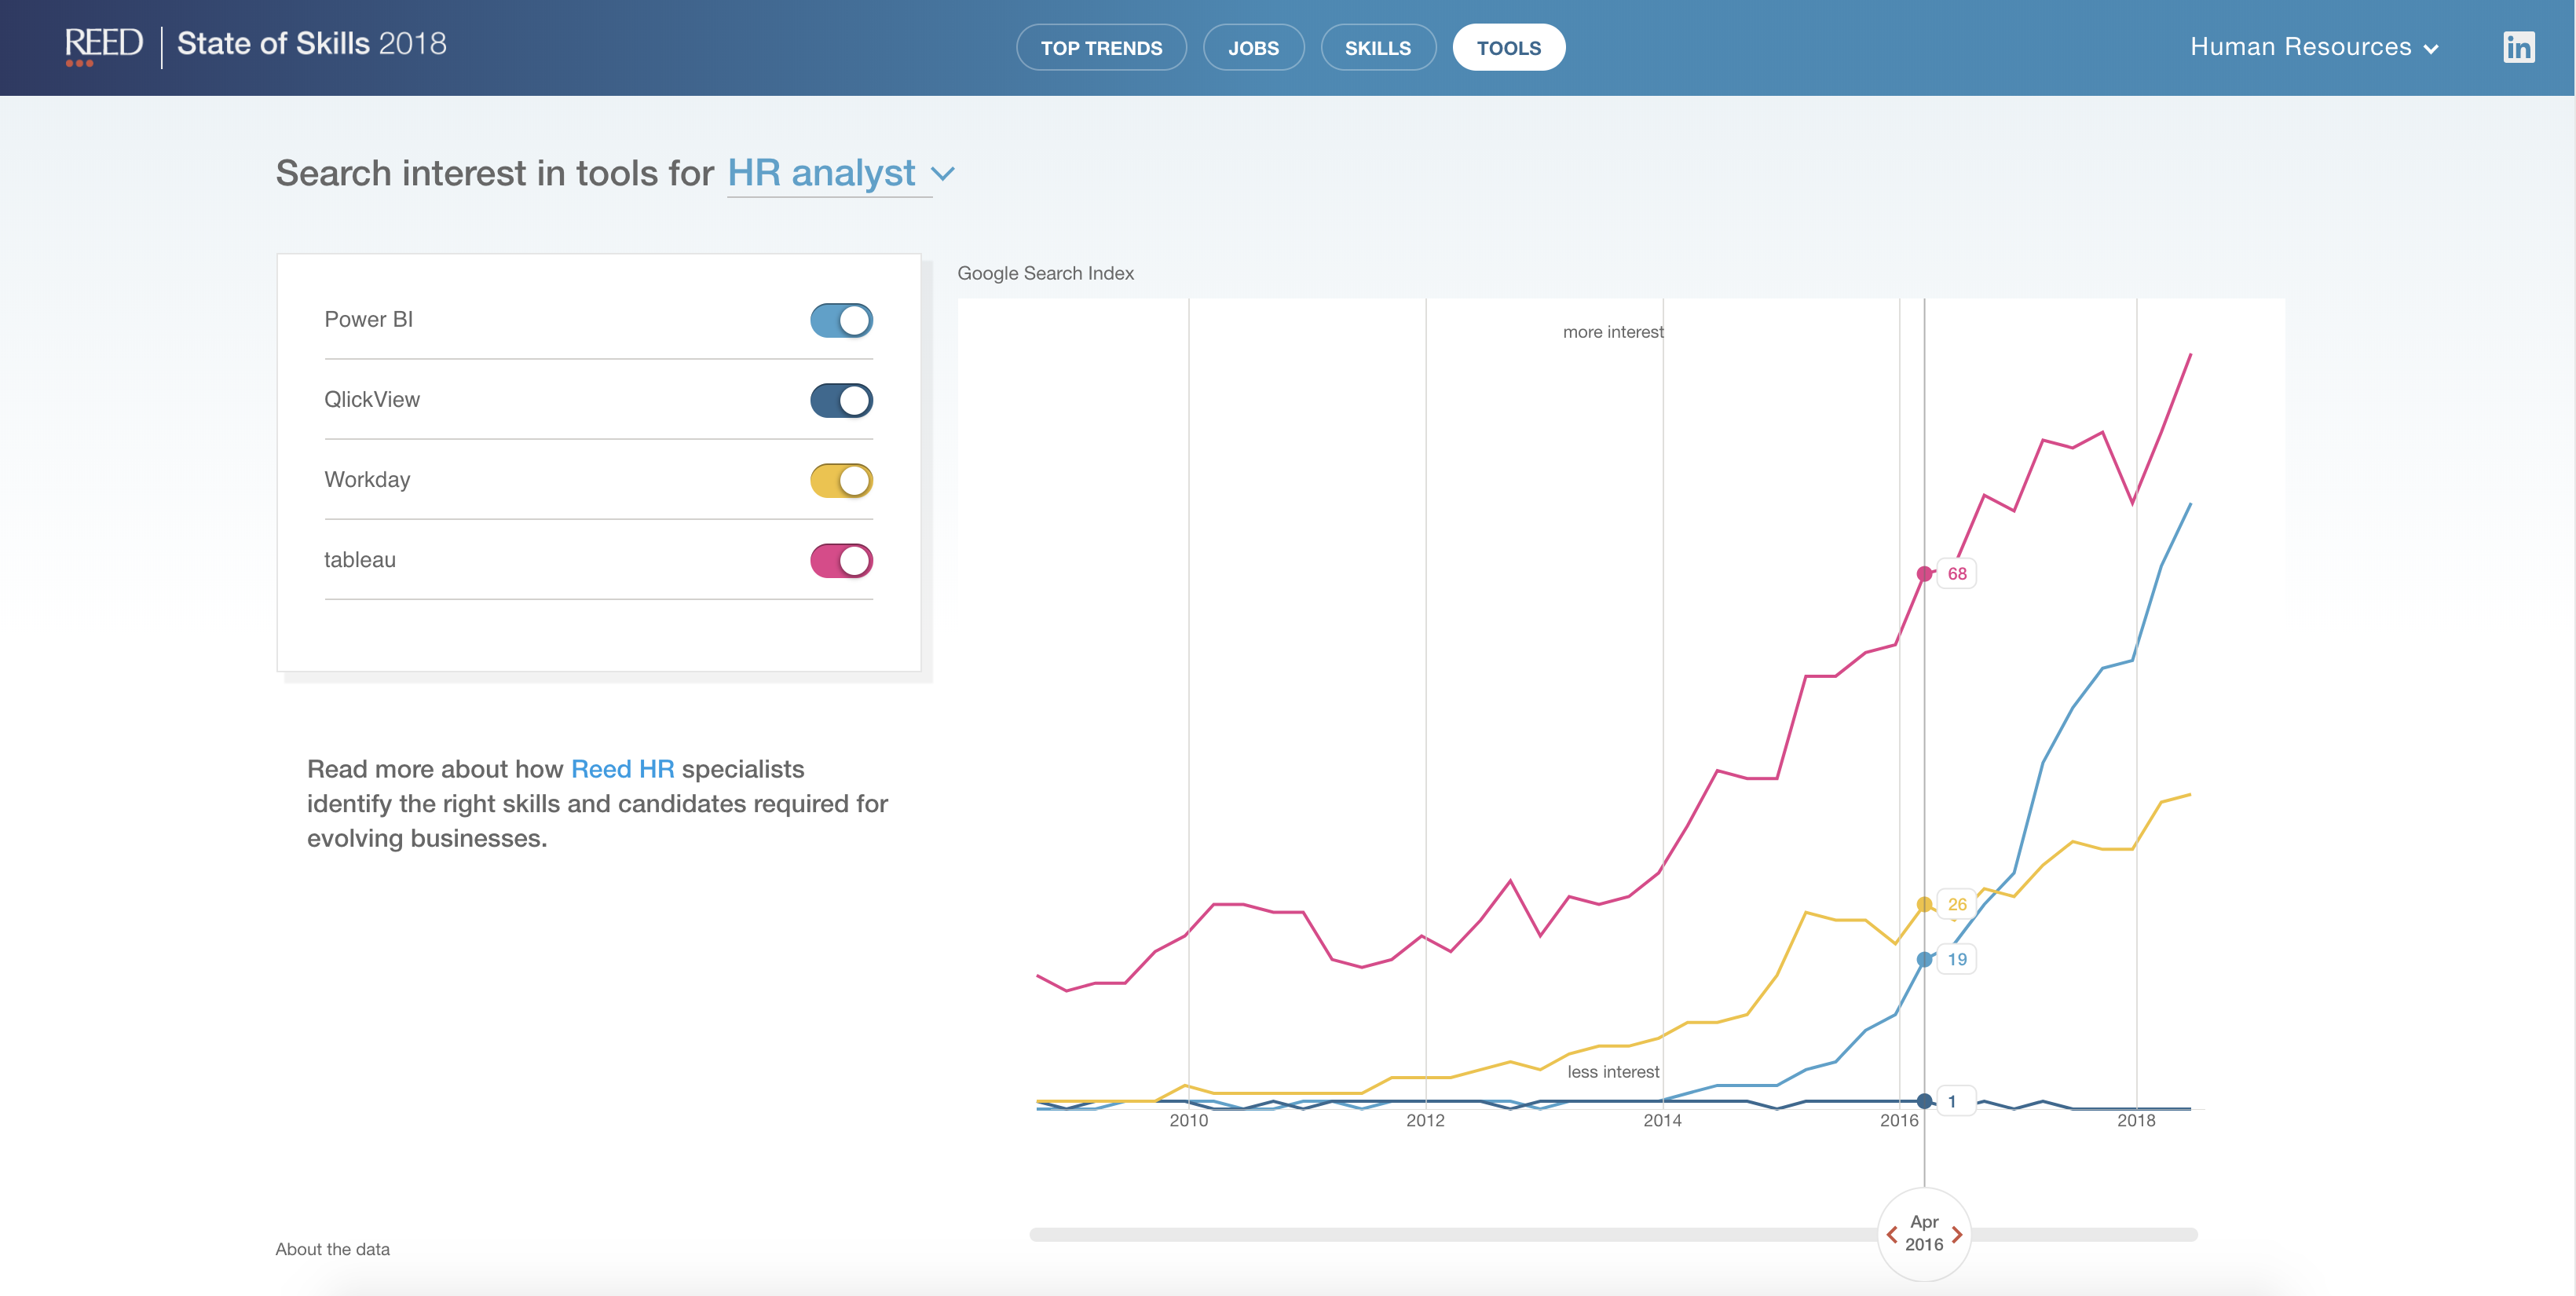 REED State of Skills 2018
TOP TRENDS
JOBS
SKILLS
TOOLS
Human Resources
in
Search interest in tools for HR analyst
Power BI
QlickView
Workday
tableau
Read more about how Reed HR specialists
identify the right skills and candidates required for
evolving businesses.
About the data
Google Search Index
more interest
68
26
19
less interest
1
2010
2012
2014
2016
2018
Apr
2016